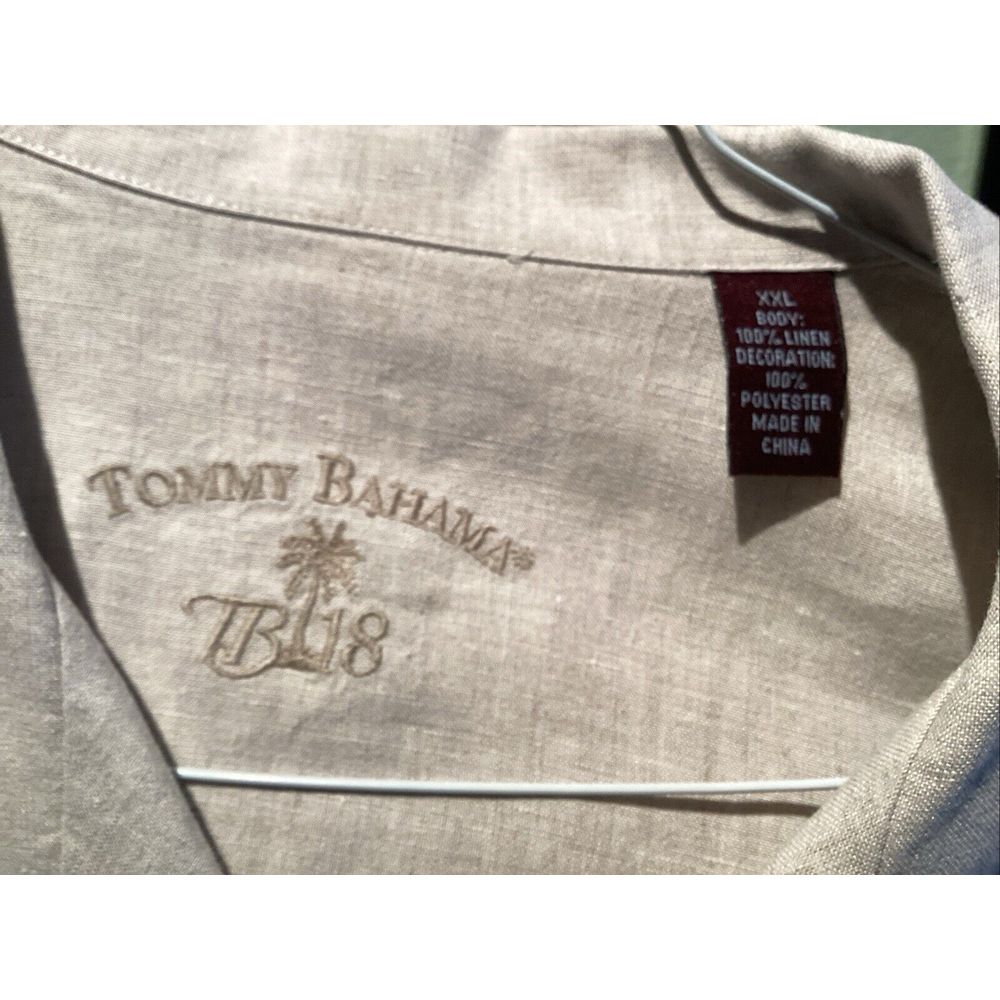 TOMMY BAHAMA®
TB 18
XXL
BODY:
100% LINEN
DECORATION:
100%
POLYESTER
MADE IN
CHINA